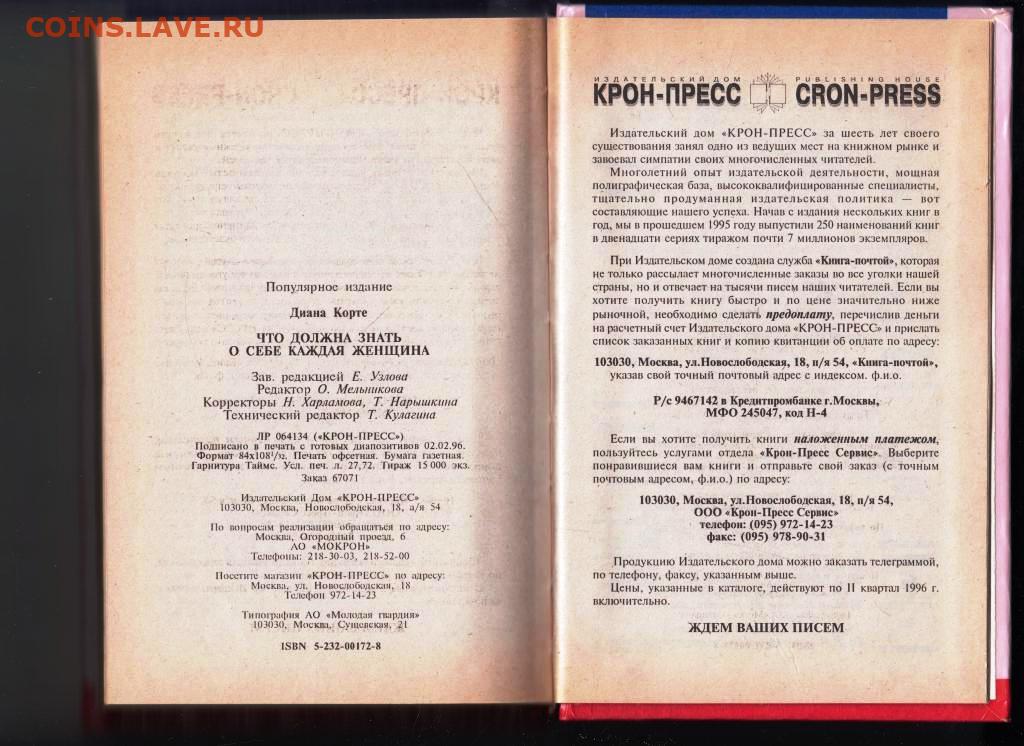 COINS.LAVE.RU
Популярное издание
Диана Корте
ЧТО ДОЛЖНА ЗНАТЬ
О СЕБЕ КАЖДАЯ ЖЕНЩИНА
Зав. редакцией Е. Узлова
Редактор О. Мельникова
Корректоры Н. Харламова, Т. Нарышкина
Технический редактор Т. Кулагина
ЛР 064134 («КРОН-ПРЕСС»)
Подписано в печать с готовых диапозитивов 02.02.96.
Формат 84х108¹/₃₂. Печать офсетная. Бумага газетная.
Гарнитура Таймс. Усл. печ. л. 27,72. Тираж 15 000 экз.
Заказ 67071
Издательский Дом «КРОН-ПРЕСС»
103030, Москва, Новослободская, 18, а/я 54
По вопросам реализации обращаться по адресу:
Москва, Огородный проезд, 6
АО «МОКРОН»
Телефоны: 218-30-03, 218-52-00
Посетите магазин «КРОН-ПРЕСС» по адресу:
Москва, ул. Новослободская, 18
Телефон 972-14-23
Типография АО «Молодая гвардия»
103030, Москва, Сущевская, 21
ISBN 5-232-00172-8
ИЗДАТЕЛЬСКИЙ ДОМ PUBLISHING HOUSE
КРОН-ПРЕСС CRON-PRESS
Издательский дом «КРОН-ПРЕСС» за шесть лет своего
существования занял одно из ведущих мест на книжном рынке и
завоевал симпатии своих многочисленных читателей.
Многолетний опыт издательской деятельности, мощная
полиграфическая база, высококвалифицированные специалисты,
тщательно продуманная издательская политика — вот
составляющие нашего успеха. Начав с издания нескольких книг в
год, мы в прошедшем 1995 году выпустили 250 наименований книг
в двенадцати сериях тиражом почти 7 миллионов экземпляров.
При Издательском доме создана служба «Книга-почтой», которая
не только рассылает многочисленные заказы во все уголки нашей
страны, но и отвечает на тысячи писем наших читателей. Если вы
хотите получить книгу быстро и по цене значительно ниже
рыночной, необходимо сделать предоплату, перечислив деньги
на расчетный счет Издательского дома «КРОН-ПРЕСС» и прислать
список заказанных книг и копию квитанции об оплате по адресу:
103030, Москва, ул.Новослободская, 18, п/я 54, «Книга-почтой»,
указав свой точный почтовый адрес с индексом. ф.и.о.
Р/с 9467142 в Кредитпромбанке г.Москвы,
МФО 245047, код Н-4
Если вы хотите получить книги наложенным платежом,
пользуйтесь услугами отдела «Крон-Пресс Сервис». Выберите
понравившиеся вам книги и отправьте свой заказ (с точным
почтовым адресом, ф.и.о.) по адресу:
103030, Москва, ул.Новослободская, 18, п/я 54,
ООО «Крон-Пресс Сервис»
телефон: (095) 972-14-23
факс: (095) 978-90-31
Продукцию Издательского дома можно заказать телеграммой,
по телефону, факсу, указанным выше.
Цены, указанные в каталоге, действуют по II квартал 1996 г.
включительно.
ЖДЕМ ВАШИХ ПИСЕМ